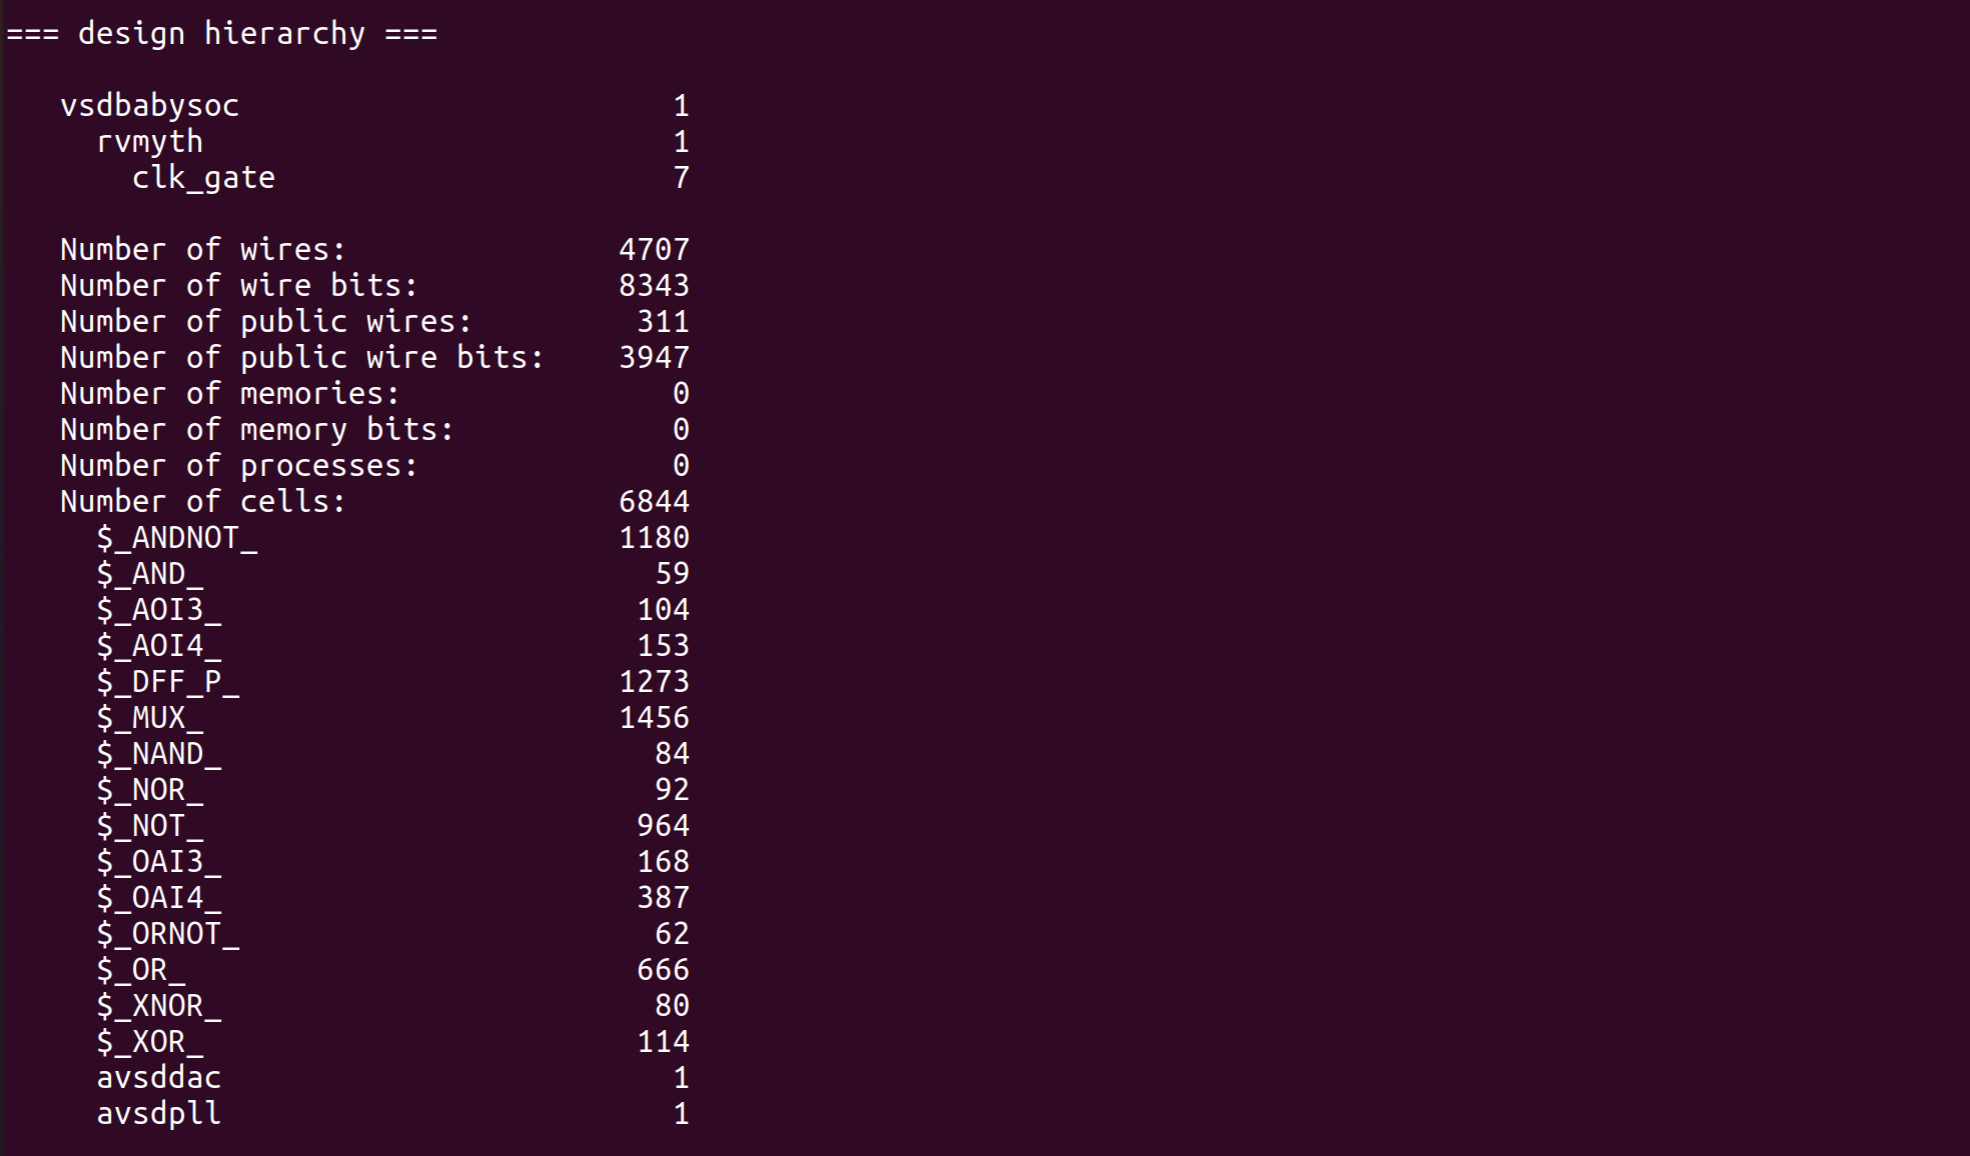 === design hierarchy ===
vsdbabysoc 1
rvmyth 1
clk_gate 7
Number of wires: 4707
Number of wire bits: 8343
Number of public wires: 311
Number of public wire bits: 3947
Number of memories: 0
Number of memory bits: 0
Number of processes: 0
Number of cells: 6844
$_ANDNOT_ 1180
$_AND_ 59
$_AOI3_ 104
$_AOI4_ 153
$_DFF_P_ 1273
$_MUX_ 1456
$_NAND_ 84
$_NOR_ 92
$_NOT_ 964
$_OAI3_ 168
$_OAI4_ 387
$_ORNOT_ 62
$_OR_ 666
$_XNOR_ 80
$_XOR_ 114
avsddac 1
avsdpll 1